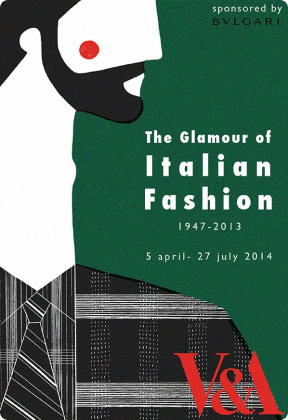 sponsored by
BVLGARI
The Glamour of
Italian
Fashion
1947-2013
5 april- 27 july 2014
V&A